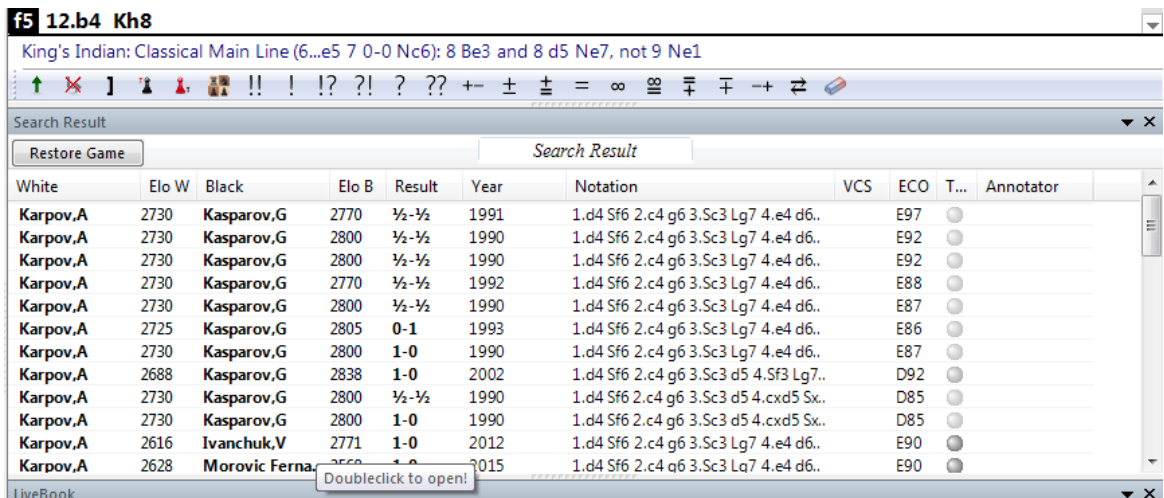 f5 12.b4 Kh8
King's Indian: Classical Main Line (6...e5 7 0-0 Nc6): 8 Be3 and 8 d5 Ne7, not 9 Ne1
!! ! !? ?! ? ?? +− ± ⩲ = ∞ ≌ ⩱ ∓ −+ ⇄
Search Result
Restore Game Search Result
White Elo W Black Elo B Result Year Notation VCS ECO T... Annotator
Karpov,A 2730 Kasparov,G 2770 ½-½ 1991 1.d4 Sf6 2.c4 g6 3.Sc3 Lg7 4.e4 d6.. E97
Karpov,A 2730 Kasparov,G 2800 ½-½ 1990 1.d4 Sf6 2.c4 g6 3.Sc3 Lg7 4.e4 d6.. E92
Karpov,A 2730 Kasparov,G 2800 ½-½ 1990 1.d4 Sf6 2.c4 g6 3.Sc3 Lg7 4.e4 d6.. E92
Karpov,A 2730 Kasparov,G 2770 ½-½ 1992 1.d4 Sf6 2.c4 g6 3.Sc3 Lg7 4.e4 d6.. E88
Karpov,A 2730 Kasparov,G 2800 ½-½ 1990 1.d4 Sf6 2.c4 g6 3.Sc3 Lg7 4.e4 d6.. E87
Karpov,A 2725 Kasparov,G 2805 0-1 1993 1.d4 Sf6 2.c4 g6 3.Sc3 Lg7 4.e4 d6.. E86
Karpov,A 2730 Kasparov,G 2800 1-0 1990 1.d4 Sf6 2.c4 g6 3.Sc3 Lg7 4.e4 d6.. E87
Karpov,A 2688 Kasparov,G 2838 1-0 2002 1.d4 Sf6 2.c4 g6 3.Sc3 d5 4.Sf3 Lg7.. D92
Karpov,A 2730 Kasparov,G 2800 ½-½ 1990 1.d4 Sf6 2.c4 g6 3.Sc3 d5 4.cxd5 Sx.. D85
Karpov,A 2730 Kasparov,G 2800 1-0 1990 1.d4 Sf6 2.c4 g6 3.Sc3 d5 4.cxd5 Sx.. D85
Karpov,A 2616 Ivanchuk,V 2771 1-0 2012 1.d4 Sf6 2.c4 g6 3.Sc3 Lg7 4.e4 d6.. E90
Karpov,A 2628 Morovic Ferna. 2015 1.d4 Sf6 2.c4 g6 3.Sc3 Lg7 4.e4 d6.. E90
Doubleclick to open!
LiveBook